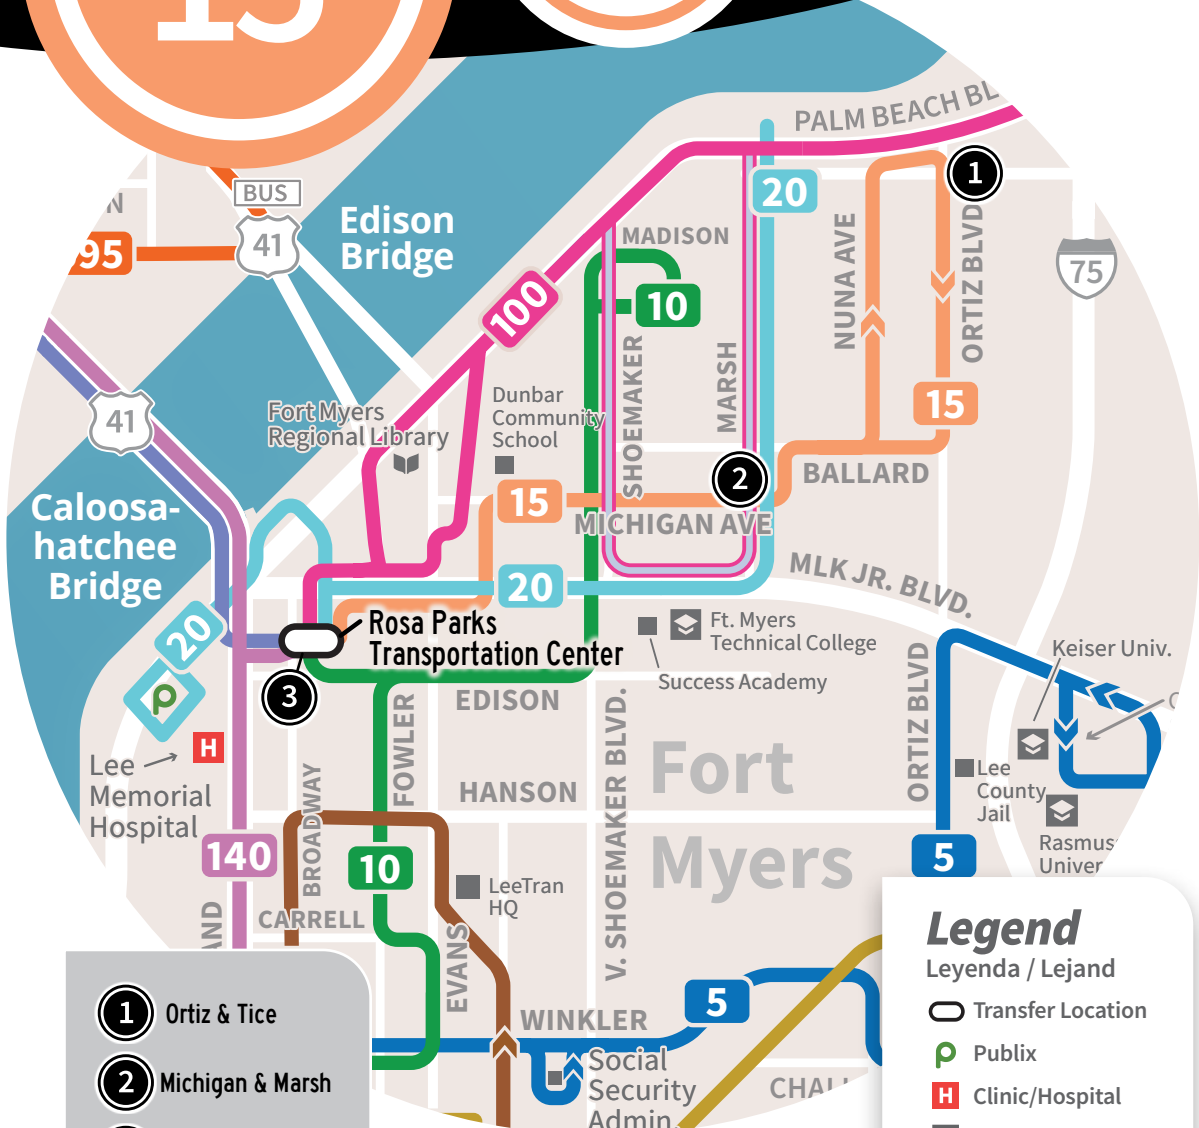 15
BUS
41
Edison
Bridge
N
95
PALM BEACH BL
20
1
MADISON
10
100
NUNA AVE
ORTIZ BLVD
75
SHOEMAKER
MARSH
15
41
Fort Myers
Regional Library
Dunbar
Community
School
2
BALLARD
15
MICHIGAN AVE
Caloosa-
hatchee
Bridge
20
MLK JR. BLVD.
20
Rosa Parks
Transportation Center
Ft. Myers
Technical College
Success Academy
Keiser Univ.
3
EDISON
FOWLER
V. SHOEMAKER BLVD.
ORTIZ BLVD
C
H
Lee
Memorial
Hospital
BROADWAY
HANSON
Fort
Myers
Lee
County
Jail
Rasmus
Univer
140
10
5
LeeTran
HQ
CARRELL
AND
EVANS
5
WINKLER
Social
Security
Admin
CHAL
1 Ortiz & Tice
2 Michigan & Marsh
Legend
Leyenda / Lejand
Transfer Location
Publix
H Clinic/Hospital